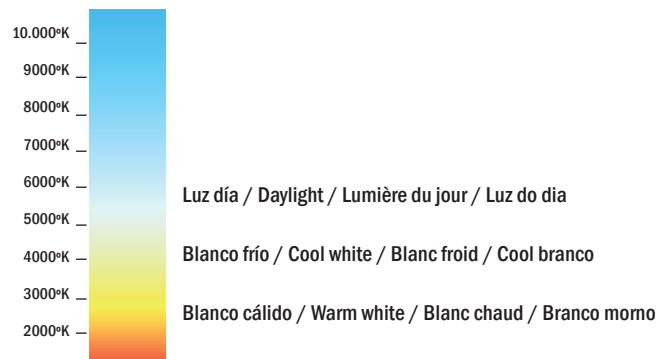 10.000ºK
9000ºK
8000ºK
7000ºK
6000ºK
Luz día / Daylight / Lumière du jour / Luz do dia
5000ºK
4000ºK
Blanco frío / Cool white / Blanc froid / Cool branco
3000ºK
Blanco cálido / Warm white / Blanc chaud / Branco morno
2000ºK